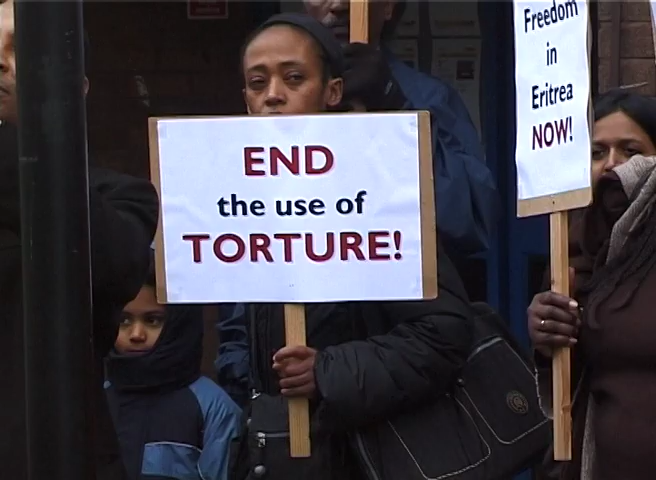 END
the use of
TORTURE!
Freedom
in
Eritrea
NOW!